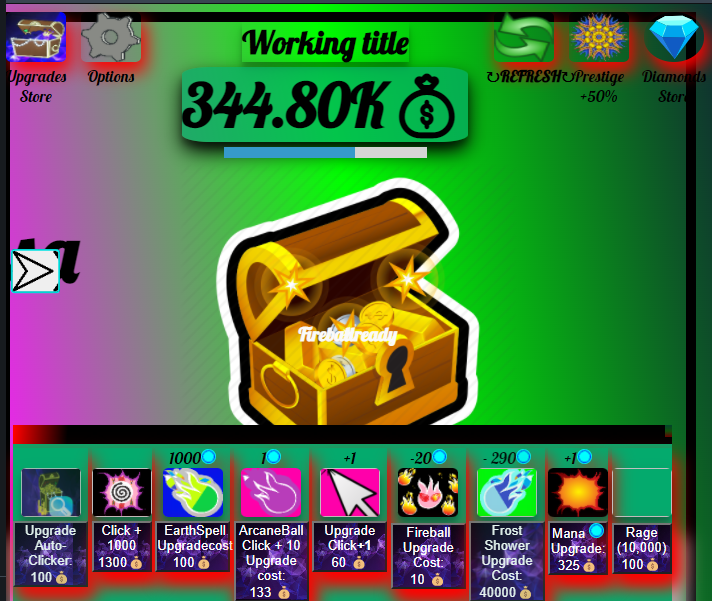 Working title
Upgrades
Store
Options
↻REFRESH↻
Prestige
+50%
Diamonds
Store
344.80K
Fireball ready
1000
1
+1
-20
- 290
+1
Upgrade
Auto-
Clicker:
100
Click +
1000
1300
EarthSpell
Upgradecost
100
ArcaneBall
Click + 10
Upgrade
cost:
133
Upgrade
Click+1
60
Fireball
Upgrade
Cost:
10
Frost
Shower
Upgrade
Cost:
40000
Mana
Upgrade:
325
Rage
(10,000)
100